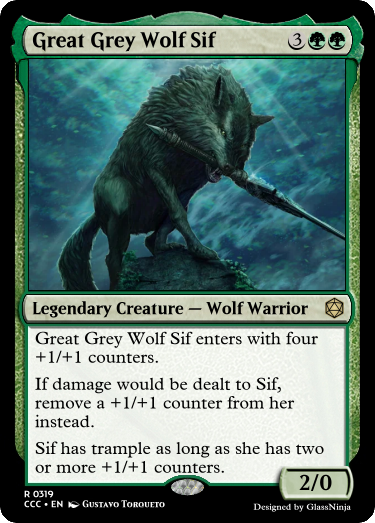 Great Grey Wolf Sif 3
Legendary Creature — Wolf Warrior
Great Grey Wolf Sif enters with four
+1/+1 counters.
If damage would be dealt to Sif,
remove a +1/+1 counter from her
instead.
Sif has trample as long as she has two
or more +1/+1 counters.
2/0
R 0319
CCC • EN Gustavo Torqueto
Designed by GlassNinja